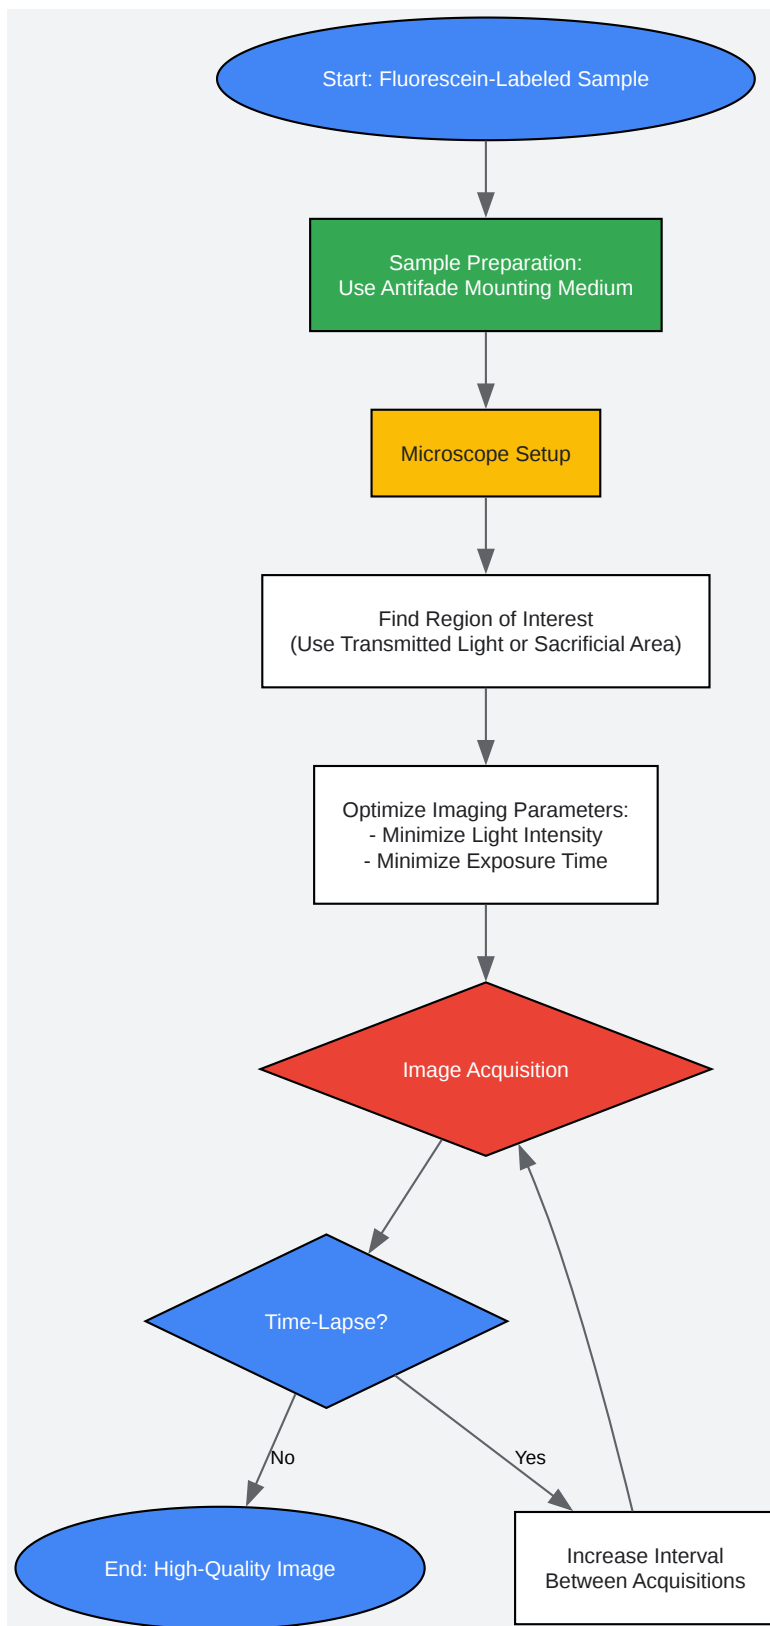 Start: Fluorescein-Labeled Sample
Sample Preparation:
Use Antifade Mounting Medium
Microscope Setup
Find Region of Interest
(Use Transmitted Light or Sacrificial Area)
Optimize Imaging Parameters:
- Minimize Light Intensity
- Minimize Exposure Time
Image Acquisition
Time-Lapse?
No
Yes
End: High-Quality Image
Increase Interval
Between Acquisitions